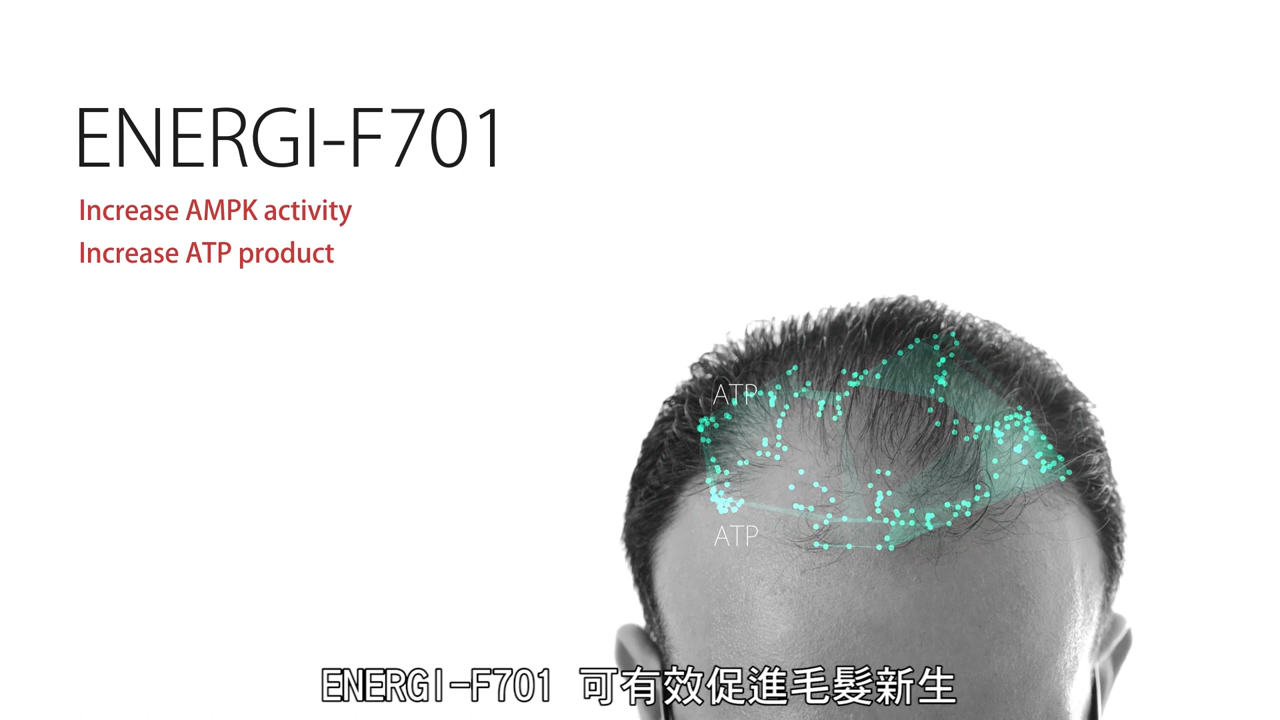 ENERGI-F701
Increase AMPK activity
Increase ATP product
ATP
ATP
ENERGI-F701 可有效促進毛髮新生